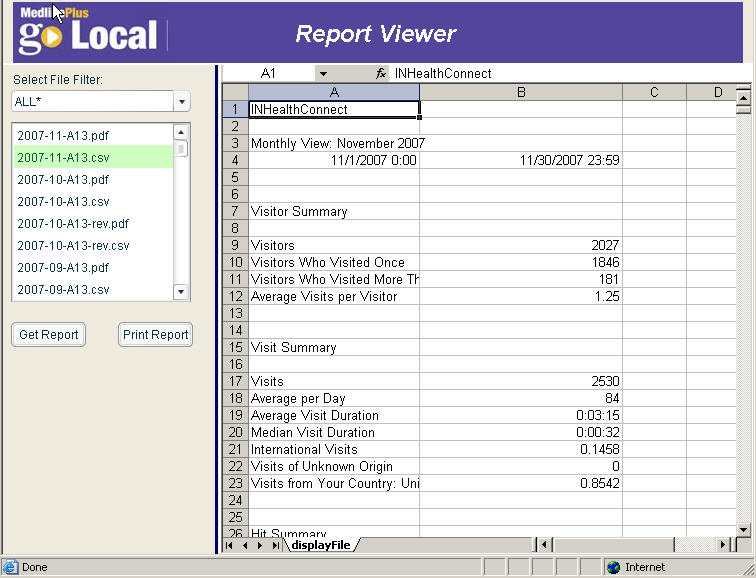 MedlinePlus
go Local
Report Viewer
Select File Filter:
ALL*
2007-11-A13.pdf
2007-11-A13.csv
2007-10-A13.pdf
2007-10-A13.csv
2007-10-A13-rev.pdf
2007-10-A13-rev.csv
2007-09-A13.pdf
2007-09-A13.csv
Get Report Print Report
A1 fx INHealthConnect
A B C D
1 INHealthConnect
2
3 Monthly View: November 2007
4 11/1/2007 0:00 11/30/2007 23:59
5
6
7 Visitor Summary
8
9 Visitors 2027
10 Visitors Who Visited Once 1846
11 Visitors Who Visited More Th 181
12 Average Visits per Visitor 1.25
13
14
15 Visit Summary
16
17 Visits 2530
18 Average per Day 84
19 Average Visit Duration 0:03:15
20 Median Visit Duration 0:00:32
21 International Visits 0.1458
22 Visits of Unknown Origin 0
23 Visits from Your Country: Uni 0.8542
24
25
26 Hit Summary
displayFile
Done Internet